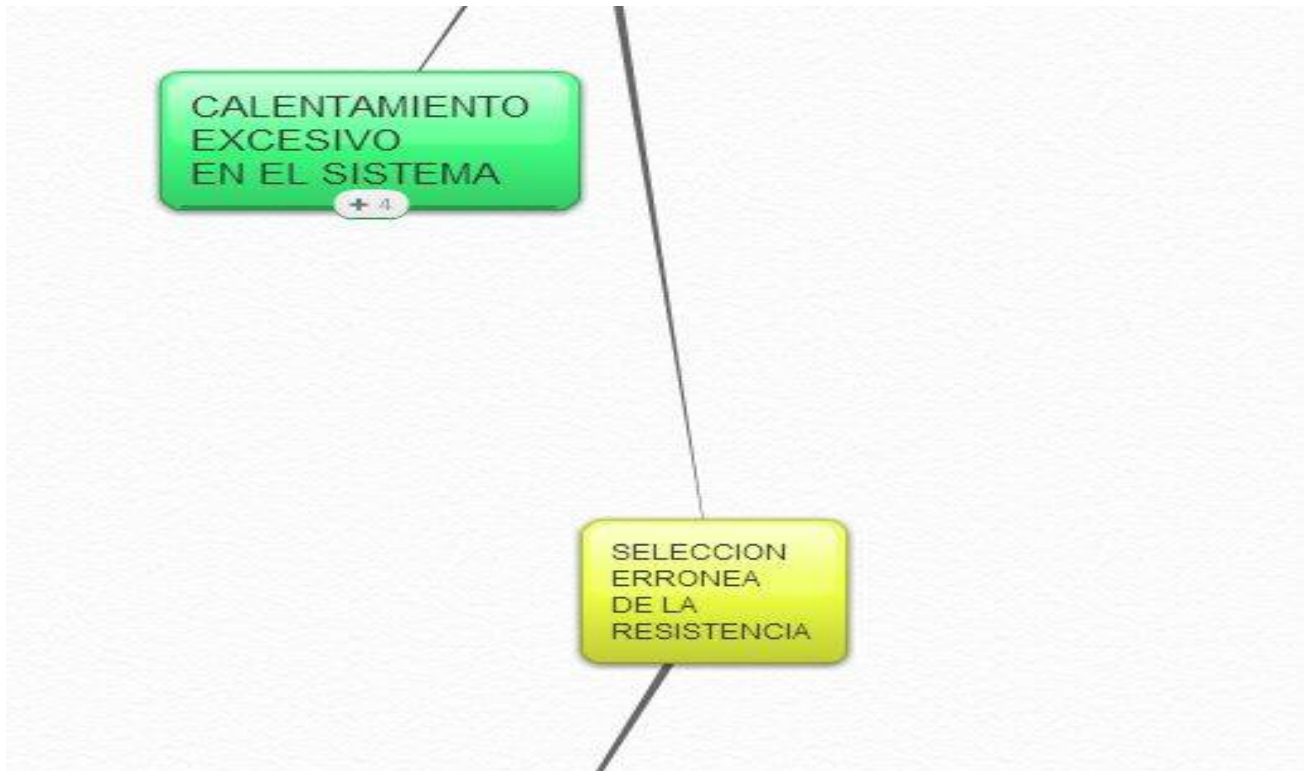 CALENTAMIENTO
EXCESIVO
EN EL SISTEMA
+ 4
SELECCION
ERRONEA
DE LA
RESISTENCIA